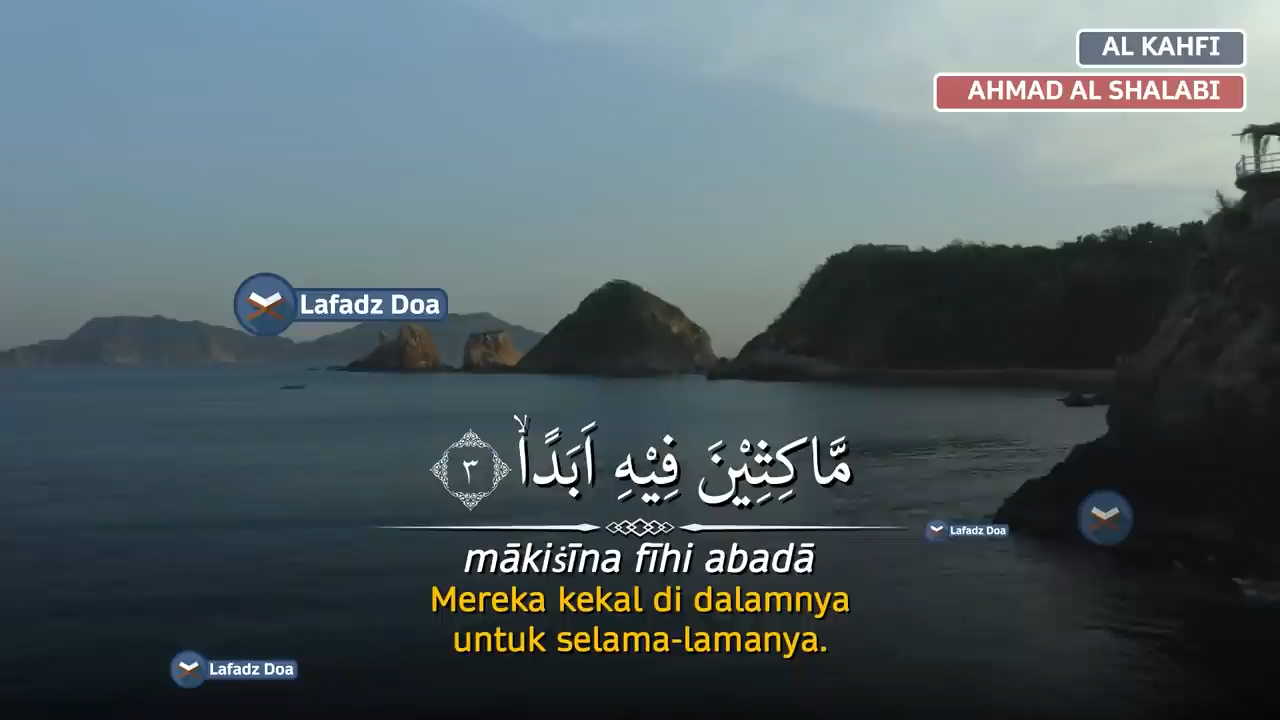 AL KAHFI
AHMAD AL SHALABI
Lafadz Doa
مَّاكِثِيْنَ فِيْهِ اَبَدًاۙ ٣
Lafadz Doa
mākiṡīna fīhi abadā
Mereka kekal di dalamnya
untuk selama-lamanya.
Lafadz Doa